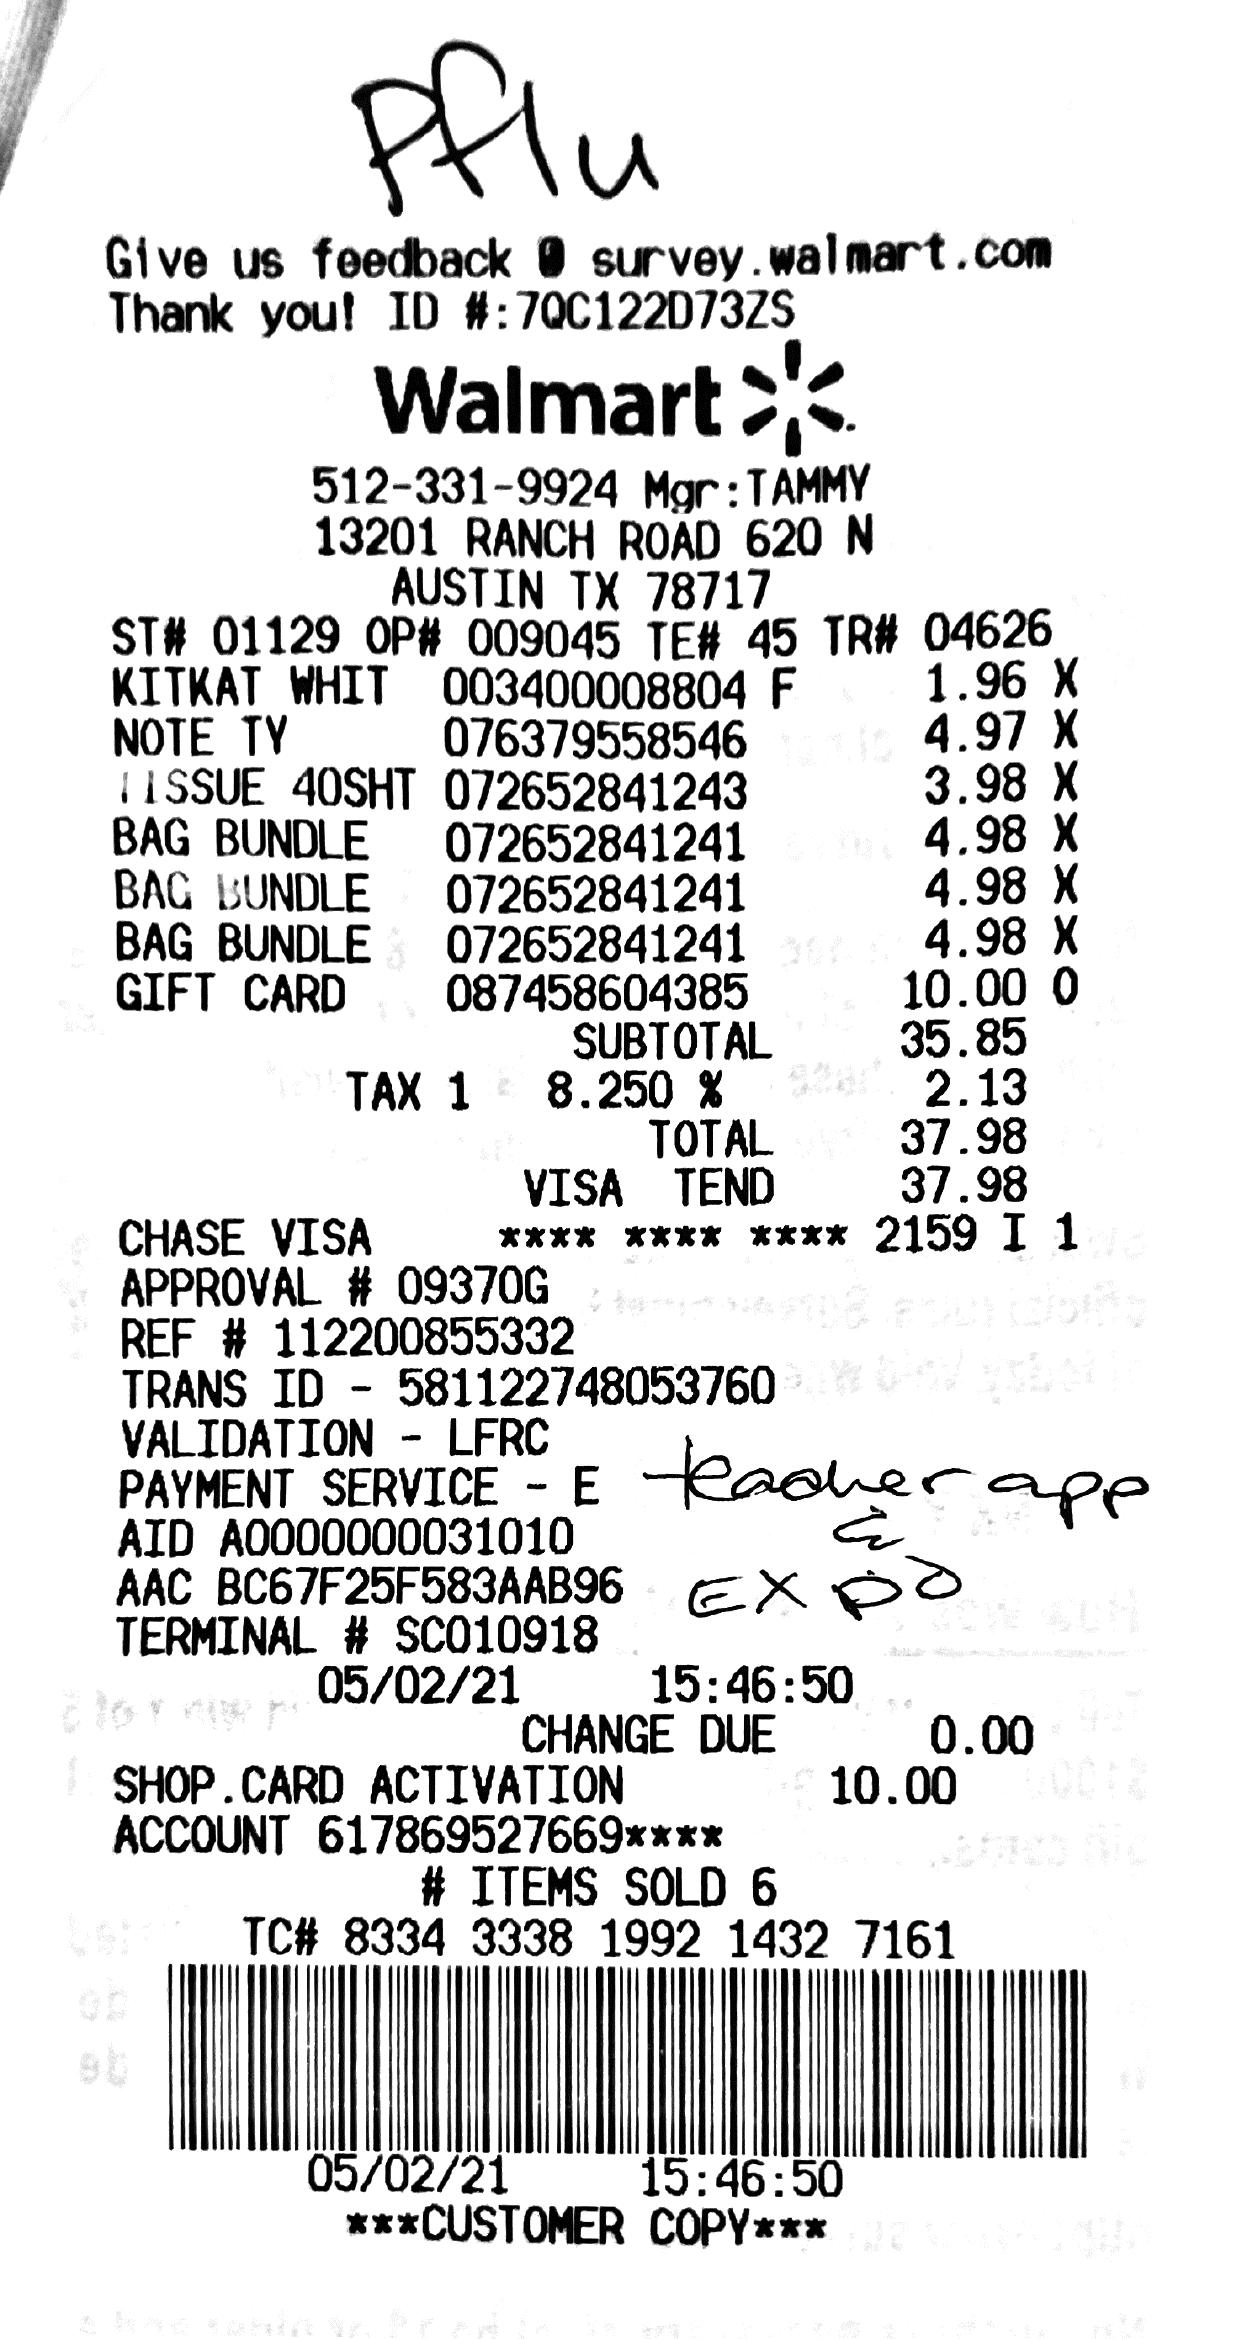 Pflu
Give us feedback @ survey.walmart.com
Thank you! ID #:7QC122D73ZS
Walmart
512-331-9924 Mgr:TAMMY
13201 RANCH ROAD 620 N
AUSTIN TX 78717
ST# 01129 OP# 009045 TE# 45 TR# 04626
KITKAT WHIT 003400008804 F 1.96 X
NOTE TY 076379558546 4.97 X
TISSUE 40SHT 072652841243 3.98 X
BAG BUNDLE 072652841241 4.98 X
BAG BUNDLE 072652841241 4.98 X
BAG BUNDLE 072652841241 4.98 X
GIFT CARD 087458604385 10.00 O
SUBTOTAL 35.85
TAX 1 8.250 % 2.13
TOTAL 37.98
VISA TEND 37.98
CHASE VISA **** **** **** 2159 I 1
APPROVAL # 09370G
REF # 112200855332
TRANS ID - 581122748053760
VALIDATION - LFRC
PAYMENT SERVICE - E teacher app
AID A0000000031010
AAC BC67F25F583AAB96 Expo
TERMINAL # SC010918
05/02/21 15:46:50
CHANGE DUE 0.00
SHOP.CARD ACTIVATION 10.00
ACCOUNT 617869527669****
# ITEMS SOLD 6
TC# 8334 3338 1992 1432 7161
05/02/21 15:46:50
***CUSTOMER COPY***